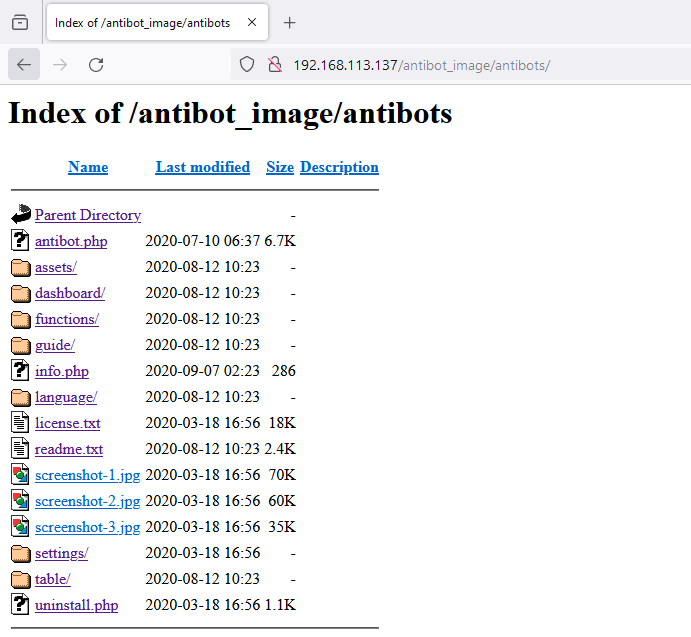 Index of /antibot_image/antibots
192.168.113.137/antibot_image/antibots/
Index of /antibot_image/antibots
Name Last modified Size Description
Parent Directory -
antibot.php 2020-07-10 06:37 6.7K
assets/ 2020-08-12 10:23 -
dashboard/ 2020-08-12 10:23 -
functions/ 2020-08-12 10:23 -
guide/ 2020-08-12 10:23 -
info.php 2020-09-07 02:23 286
language/ 2020-08-12 10:23 -
license.txt 2020-03-18 16:56 18K
readme.txt 2020-08-12 10:23 2.4K
screenshot-1.jpg 2020-03-18 16:56 70K
screenshot-2.jpg 2020-03-18 16:56 60K
screenshot-3.jpg 2020-03-18 16:56 35K
settings/ 2020-03-18 16:56 -
table/ 2020-08-12 10:23 -
uninstall.php 2020-03-18 16:56 1.1K